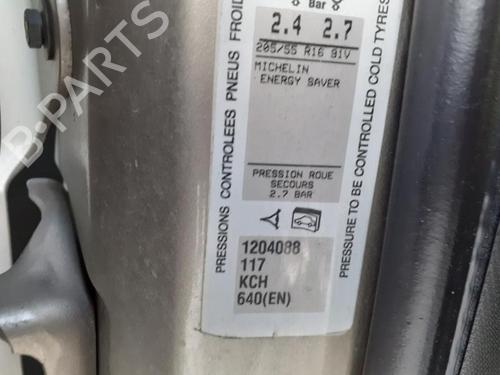 Bar
2.4 2.7
205/55 R16 91V
MICHELIN
ENERGY SAVER
PRESSION ROUE
SECOURS
2.7 BAR
1204088
117
KCH
640(EN)
PRESSIONS CONTROLEES PNEUS FROID
PRESSURE TO BE CONTROLLED COLD TYRES
B-PARTS